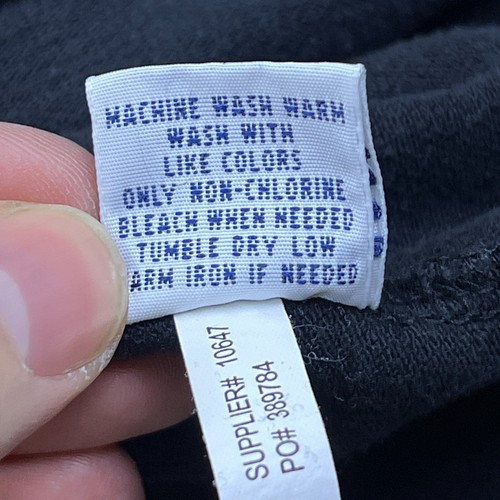 MACHINE WASH WARM
WASH WITH
LIKE COLORS
ONLY NON-CHLORINE
BLEACH WHEN NEEDED
TUMBLE DRY LOW
ARM IRON IF NEEDED
SUPPLIER# 10647
PO# 389784